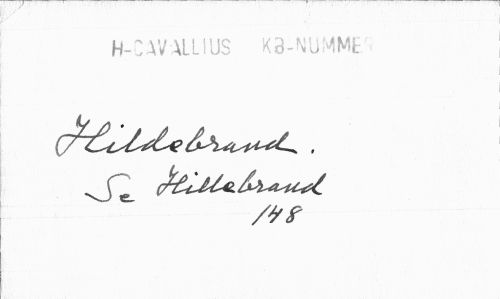 H-CAVALLIUS KB-NUMMER
Hildebrand.
Se Hillebrand
148